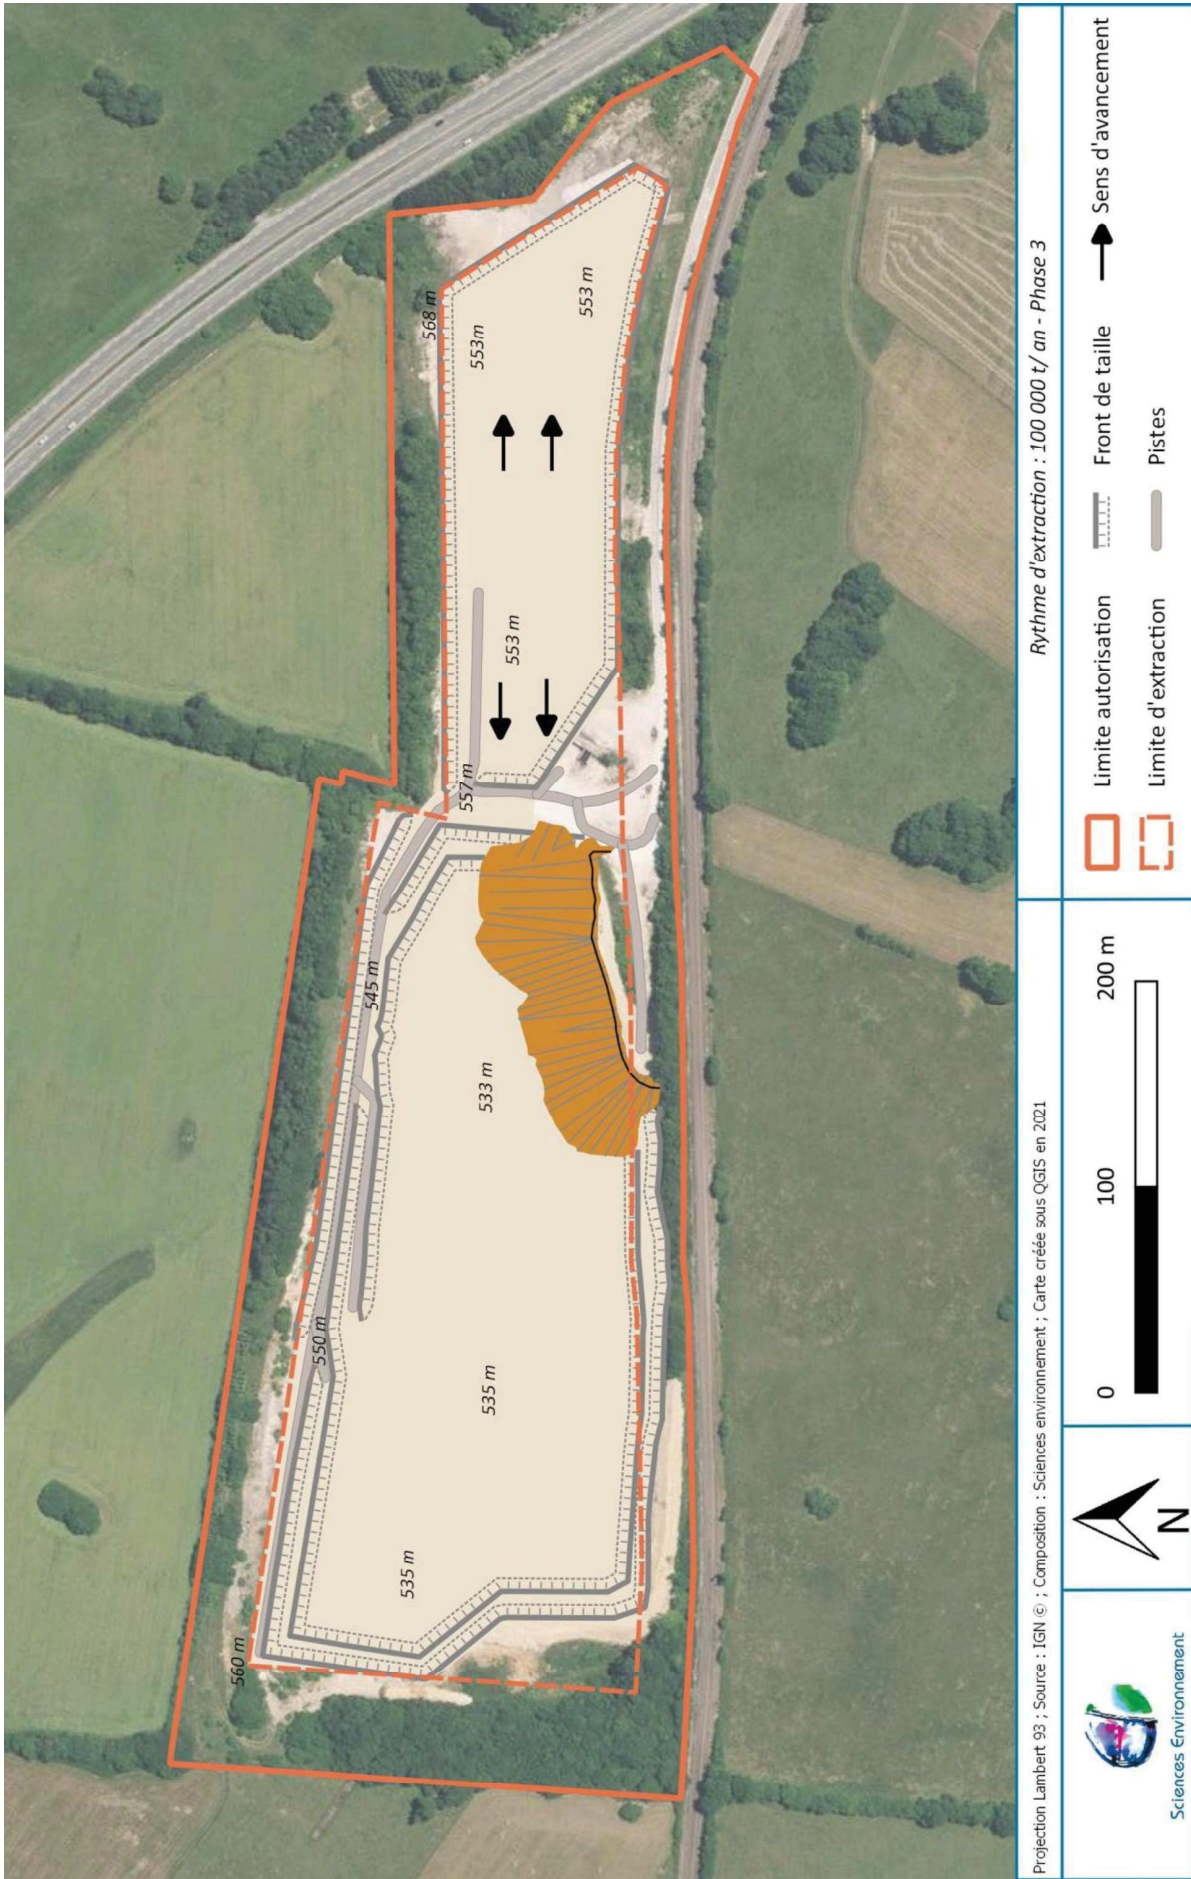 568 m
553m
553 m
553 m
557 m
545 m
533 m
550 m
535 m
535 m
560 m
Rythme d'extraction : 100 000 t/ an - Phase 3
Limite autorisation
Front de taille
Sens d'avancement
Limite d'extraction
Pistes
Projection Lambert 93 ; Source : IGN © ; Composition : Sciences environnement ; Carte créée sous QGIS en 2021
0 100 200 m
N
Sciences Environnement